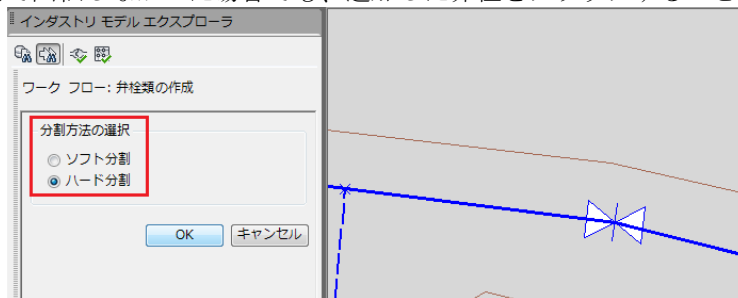 インダストリ モデル エクスプローラ
ワーク フロー: 弁栓類の作成
分割方法の選択
ソフト分割
ハード分割
OK キャンセル